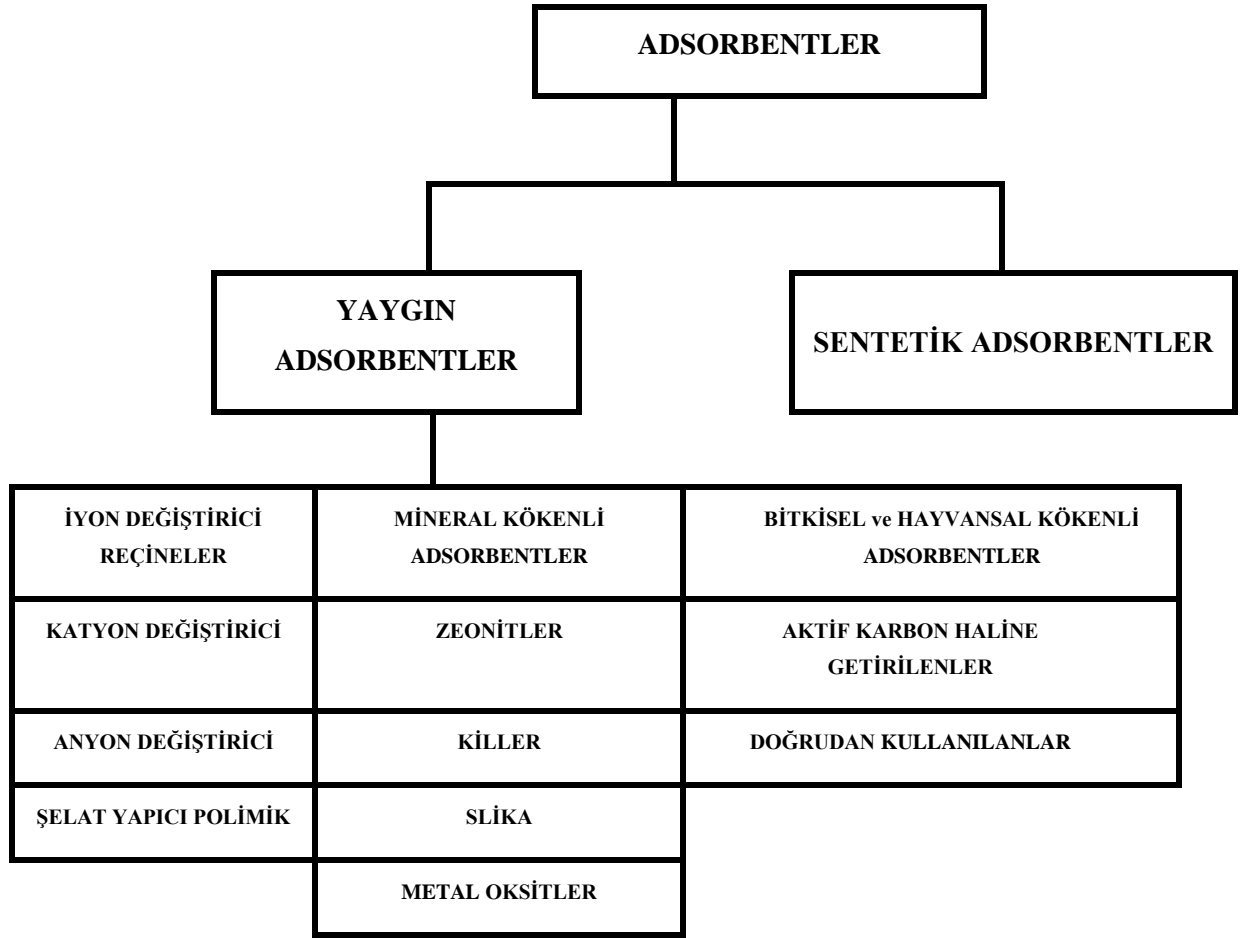 ADSORBENTLER
YAYGIN
ADSORBENTLER
SENTETİK ADSORBENTLER
İYON DEĞİŞTİRİCİ
REÇİNELER
MİNERAL KÖKENLİ
ADSORBENTLER
BİTKİSEL ve HAYVANSAL KÖKENLİ
ADSORBENTLER
KATYON DEĞİŞTİRİCİ
ZEONİTLER
AKTİF KARBON HALİNE
GETİRİLENLER
ANYON DEĞİŞTİRİCİ
KİLLER
DOĞRUDAN KULLANILANLAR
ŞELAT YAPICI POLİMİK
SLİKA
METAL OKSİTLER